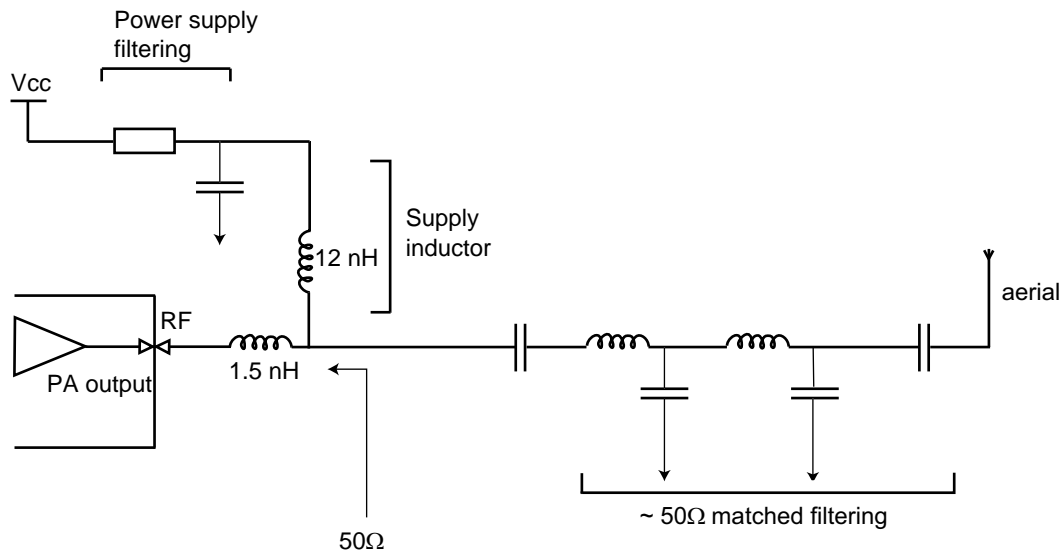 Power supply
filtering
Vcc
Supply
inductor
12 nH
aerial
RF
PA output
1.5 nH
50Ω
~ 50Ω matched filtering